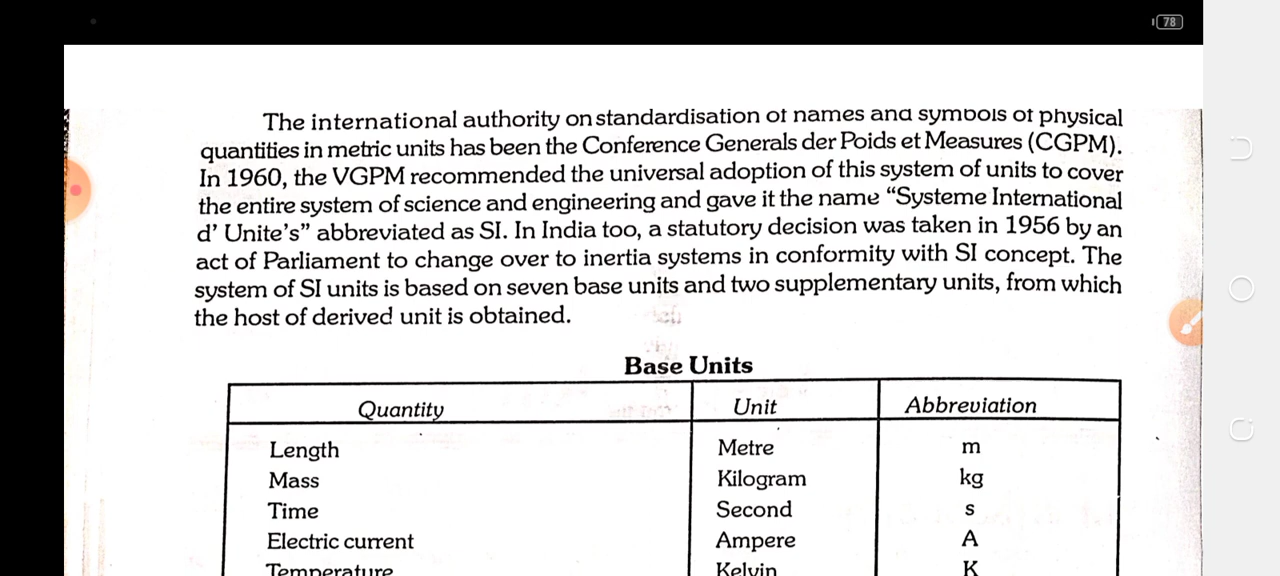 78
The international authority on standardisation of names and symbols of physical
quantities in metric units has been the Conference Generals der Poids et Measures (CGPM).
In 1960, the VGPM recommended the universal adoption of this system of units to cover
the entire system of science and engineering and gave it the name “Systeme International
d’ Unite’s” abbreviated as SI. In India too, a statutory decision was taken in 1956 by an
act of Parliament to change over to inertia systems in conformity with SI concept. The
system of SI units is based on seven base units and two supplementary units, from which
the host of derived unit is obtained.
Base Units
Quantity Unit Abbreviation
Length Metre m
Mass Kilogram kg
Time Second s
Electric current Ampere A
Temperature Kelvin K